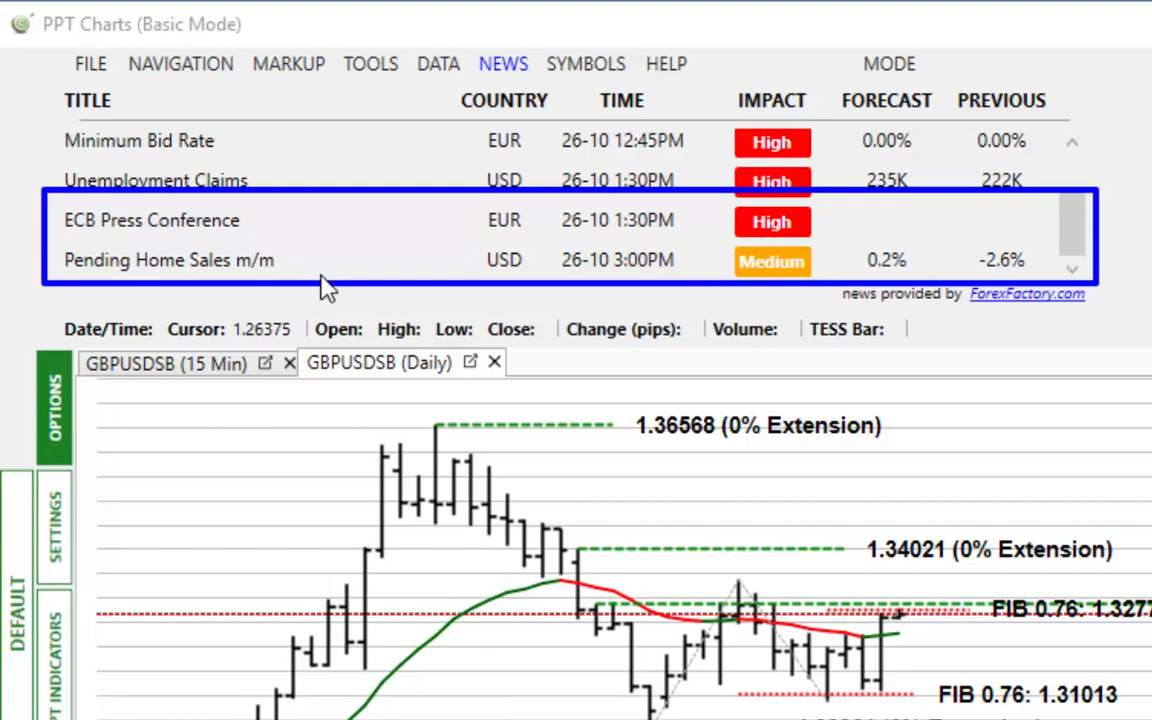 PPT Charts (Basic Mode)
FILE NAVIGATION MARKUP TOOLS DATA NEWS SYMBOLS HELP MODE
TITLE COUNTRY TIME IMPACT FORECAST PREVIOUS
Minimum Bid Rate EUR 26-10 12:45PM High 0.00% 0.00%
Unemployment Claims USD 26-10 1:30PM High 235K 222K
ECB Press Conference EUR 26-10 1:30PM High
Pending Home Sales m/m USD 26-10 3:00PM Medium 0.2% -2.6%
news provided by ForexFactory.com
Date/Time: Cursor: 1.26375 | Open: High: Low: Close: | Change (pips): | Volume: | TESS Bar: |
GBPUSDSB (15 Min) GBPUSDSB (Daily)
OPTIONS
SETTINGS
DEFAULT
PT INDICATORS
1.36568 (0% Extension)
1.34021 (0% Extension)
FIB 0.76: 1.3277
FIB 0.76: 1.31013